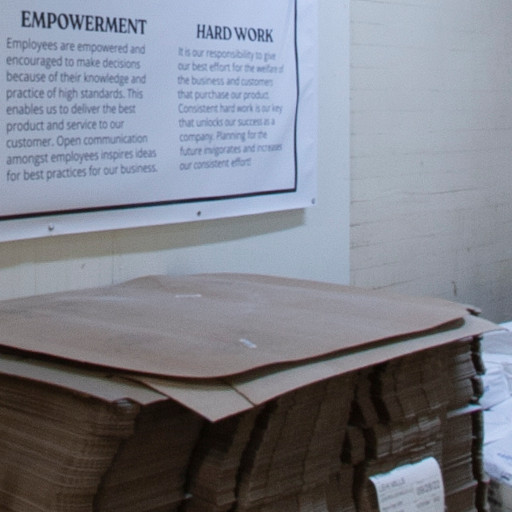 EMPOWERMENT
Employees are empowered and
encouraged to make decisions
because of their knowledge and
practice of high standards. This
enables us to deliver the best
product and service to our
customer. Open communication
amongst employees inspires ideas
for best practices for our business.
HARD WORK
It is our responsibility to give
our best effort for the welfare of
the business and customers
that purchase our product.
Consistent hard work is our key
that unlocks our success as a
company. Planning for the
future invigorates and increases
our consistent effort!